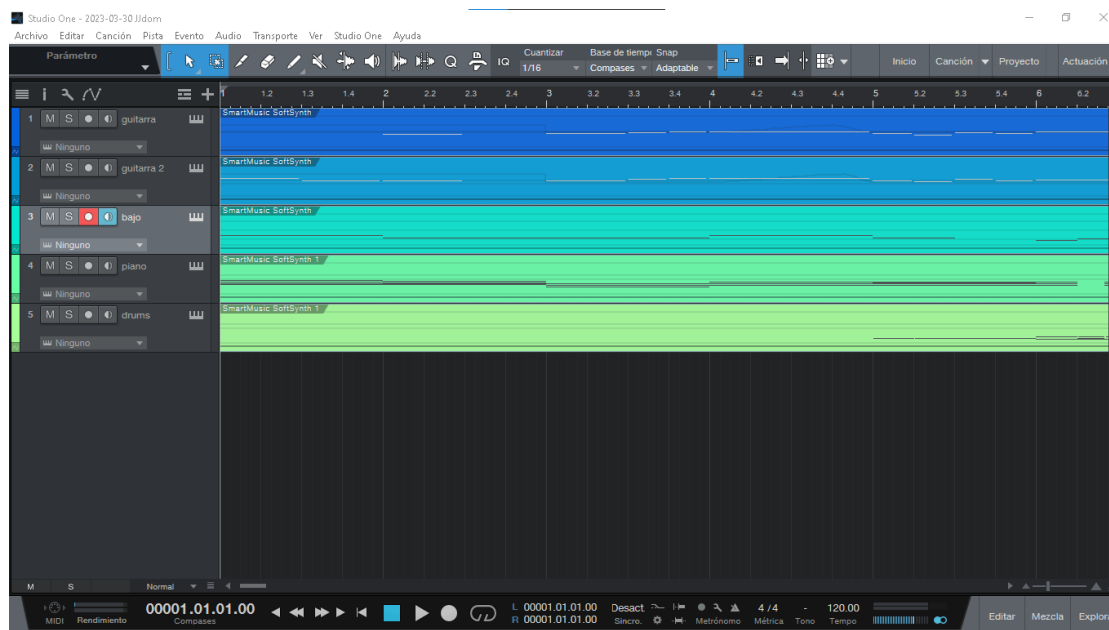 Studio One - 2023-03-30 JJdom
Archivo Editar Canción Pista Evento Audio Transporte Ver Studio One Ayuda
Parámetro
IQ
Cuantizar Base de tiempo Snap
1/16 Compases Adaptable
Inicio Canción Proyecto Actuación
1 1.2 1.3 1.4 2 2.2 2.3 2.4 3 3.2 3.3 3.4 4 4.2 4.3 4.4 5 5.2 5.3 5.4 6 6.2
1 M S guitarra
Ninguno
SmartMusic SoftSynth
2 M S guitarra 2
Ninguno
SmartMusic SoftSynth
3 M S bajo
Ninguno
SmartMusic SoftSynth
4 M S piano
Ninguno
SmartMusic SoftSynth 1
5 M S drums
Ninguno
SmartMusic SoftSynth 1
M S Normal
MIDI Rendimiento
00001.01.01.00
Compases
L 00001.01.01.00
R 00001.01.01.00
Desact.
Sincro.
Metrónomo
4 / 4
Métrica
-
Tono
120.00
Tempo
Editar Mezcla Explor